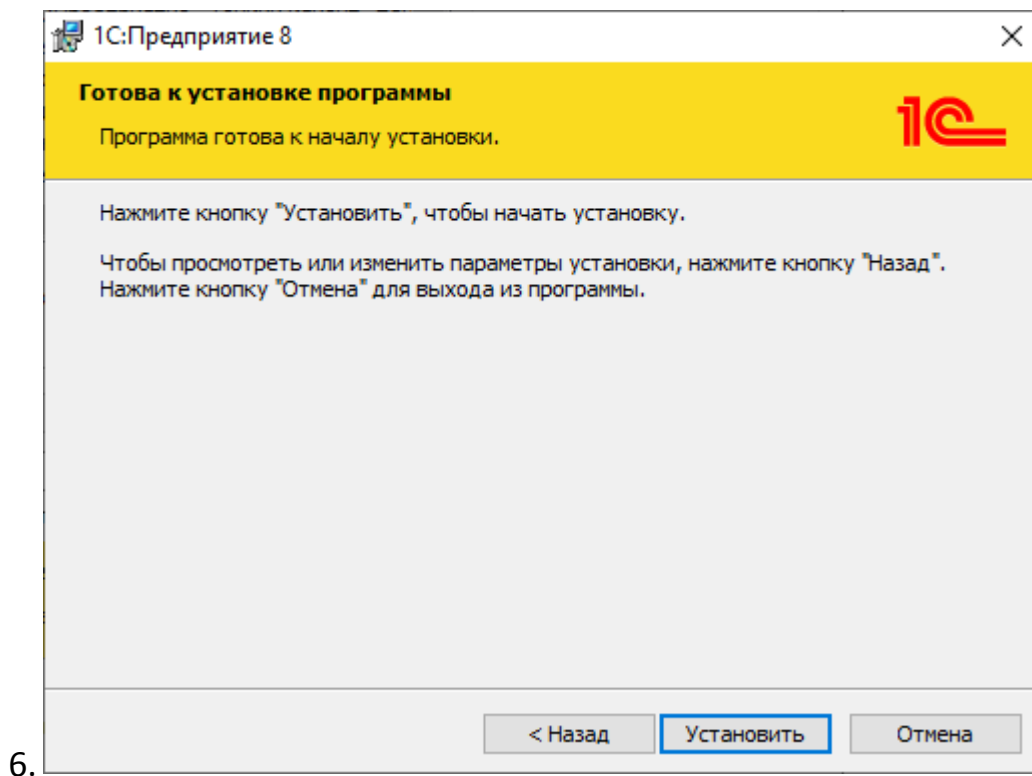 1С:Предприятие 8
Готова к установке программы
Программа готова к началу установки.
1С
Нажмите кнопку "Установить", чтобы начать установку.
Чтобы просмотреть или изменить параметры установки, нажмите кнопку "Назад".
Нажмите кнопку "Отмена" для выхода из программы.
< Назад
Установить
Отмена
6.